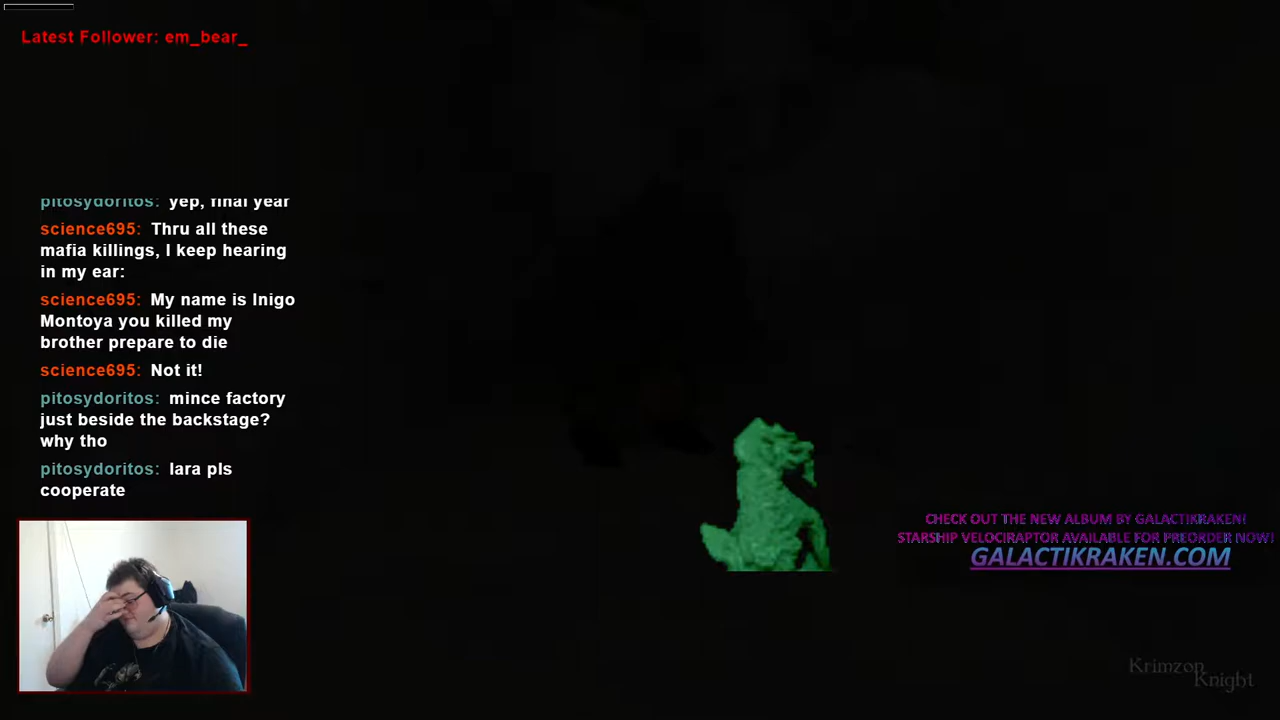 Latest Follower: em_bear_
pitosydoritos: yep, final year
science695: Thru all these
mafia killings, I keep hearing
in my ear:
science695: My name is Inigo
Montoya you killed my
brother prepare to die
science695: Not it!
pitosydoritos: mince factory
just beside the backstage?
why tho
pitosydoritos: lara pls
cooperate
CHECK OUT THE NEW ALBUM BY GALACTIKRAKEN!
STARSHIP VELOCIRAPTOR AVAILABLE FOR PREORDER NOW!
GALACTIKRAKEN.COM
Krimzon
Knight